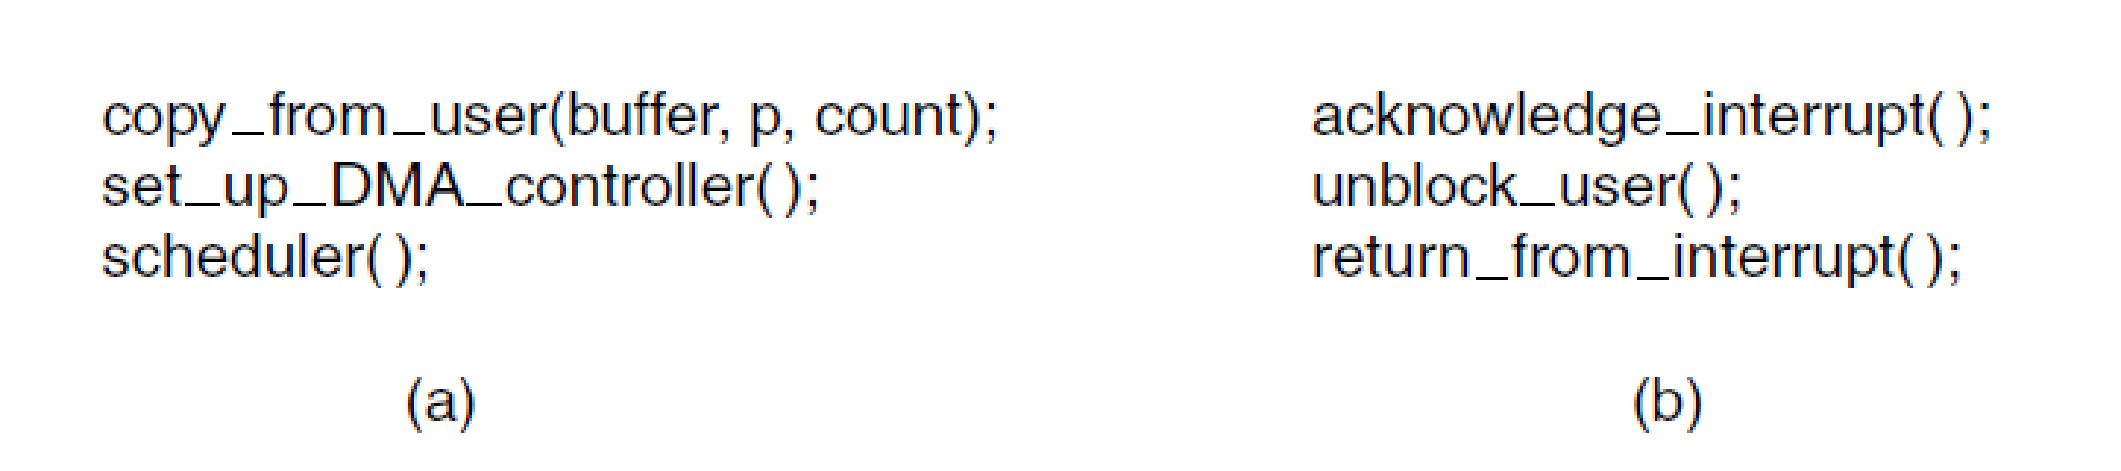 copy_from_user(buffer, p, count);
set_up_DMA_controller( );
scheduler( );
(a)
acknowledge_interrupt( );
unblock_user( );
return_from_interrupt( );
(b)